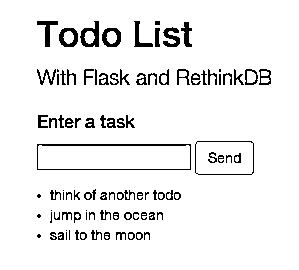 Todo List
With Flask and RethinkDB
Enter a task
Send
• think of another todo
• jump in the ocean
• sail to the moon